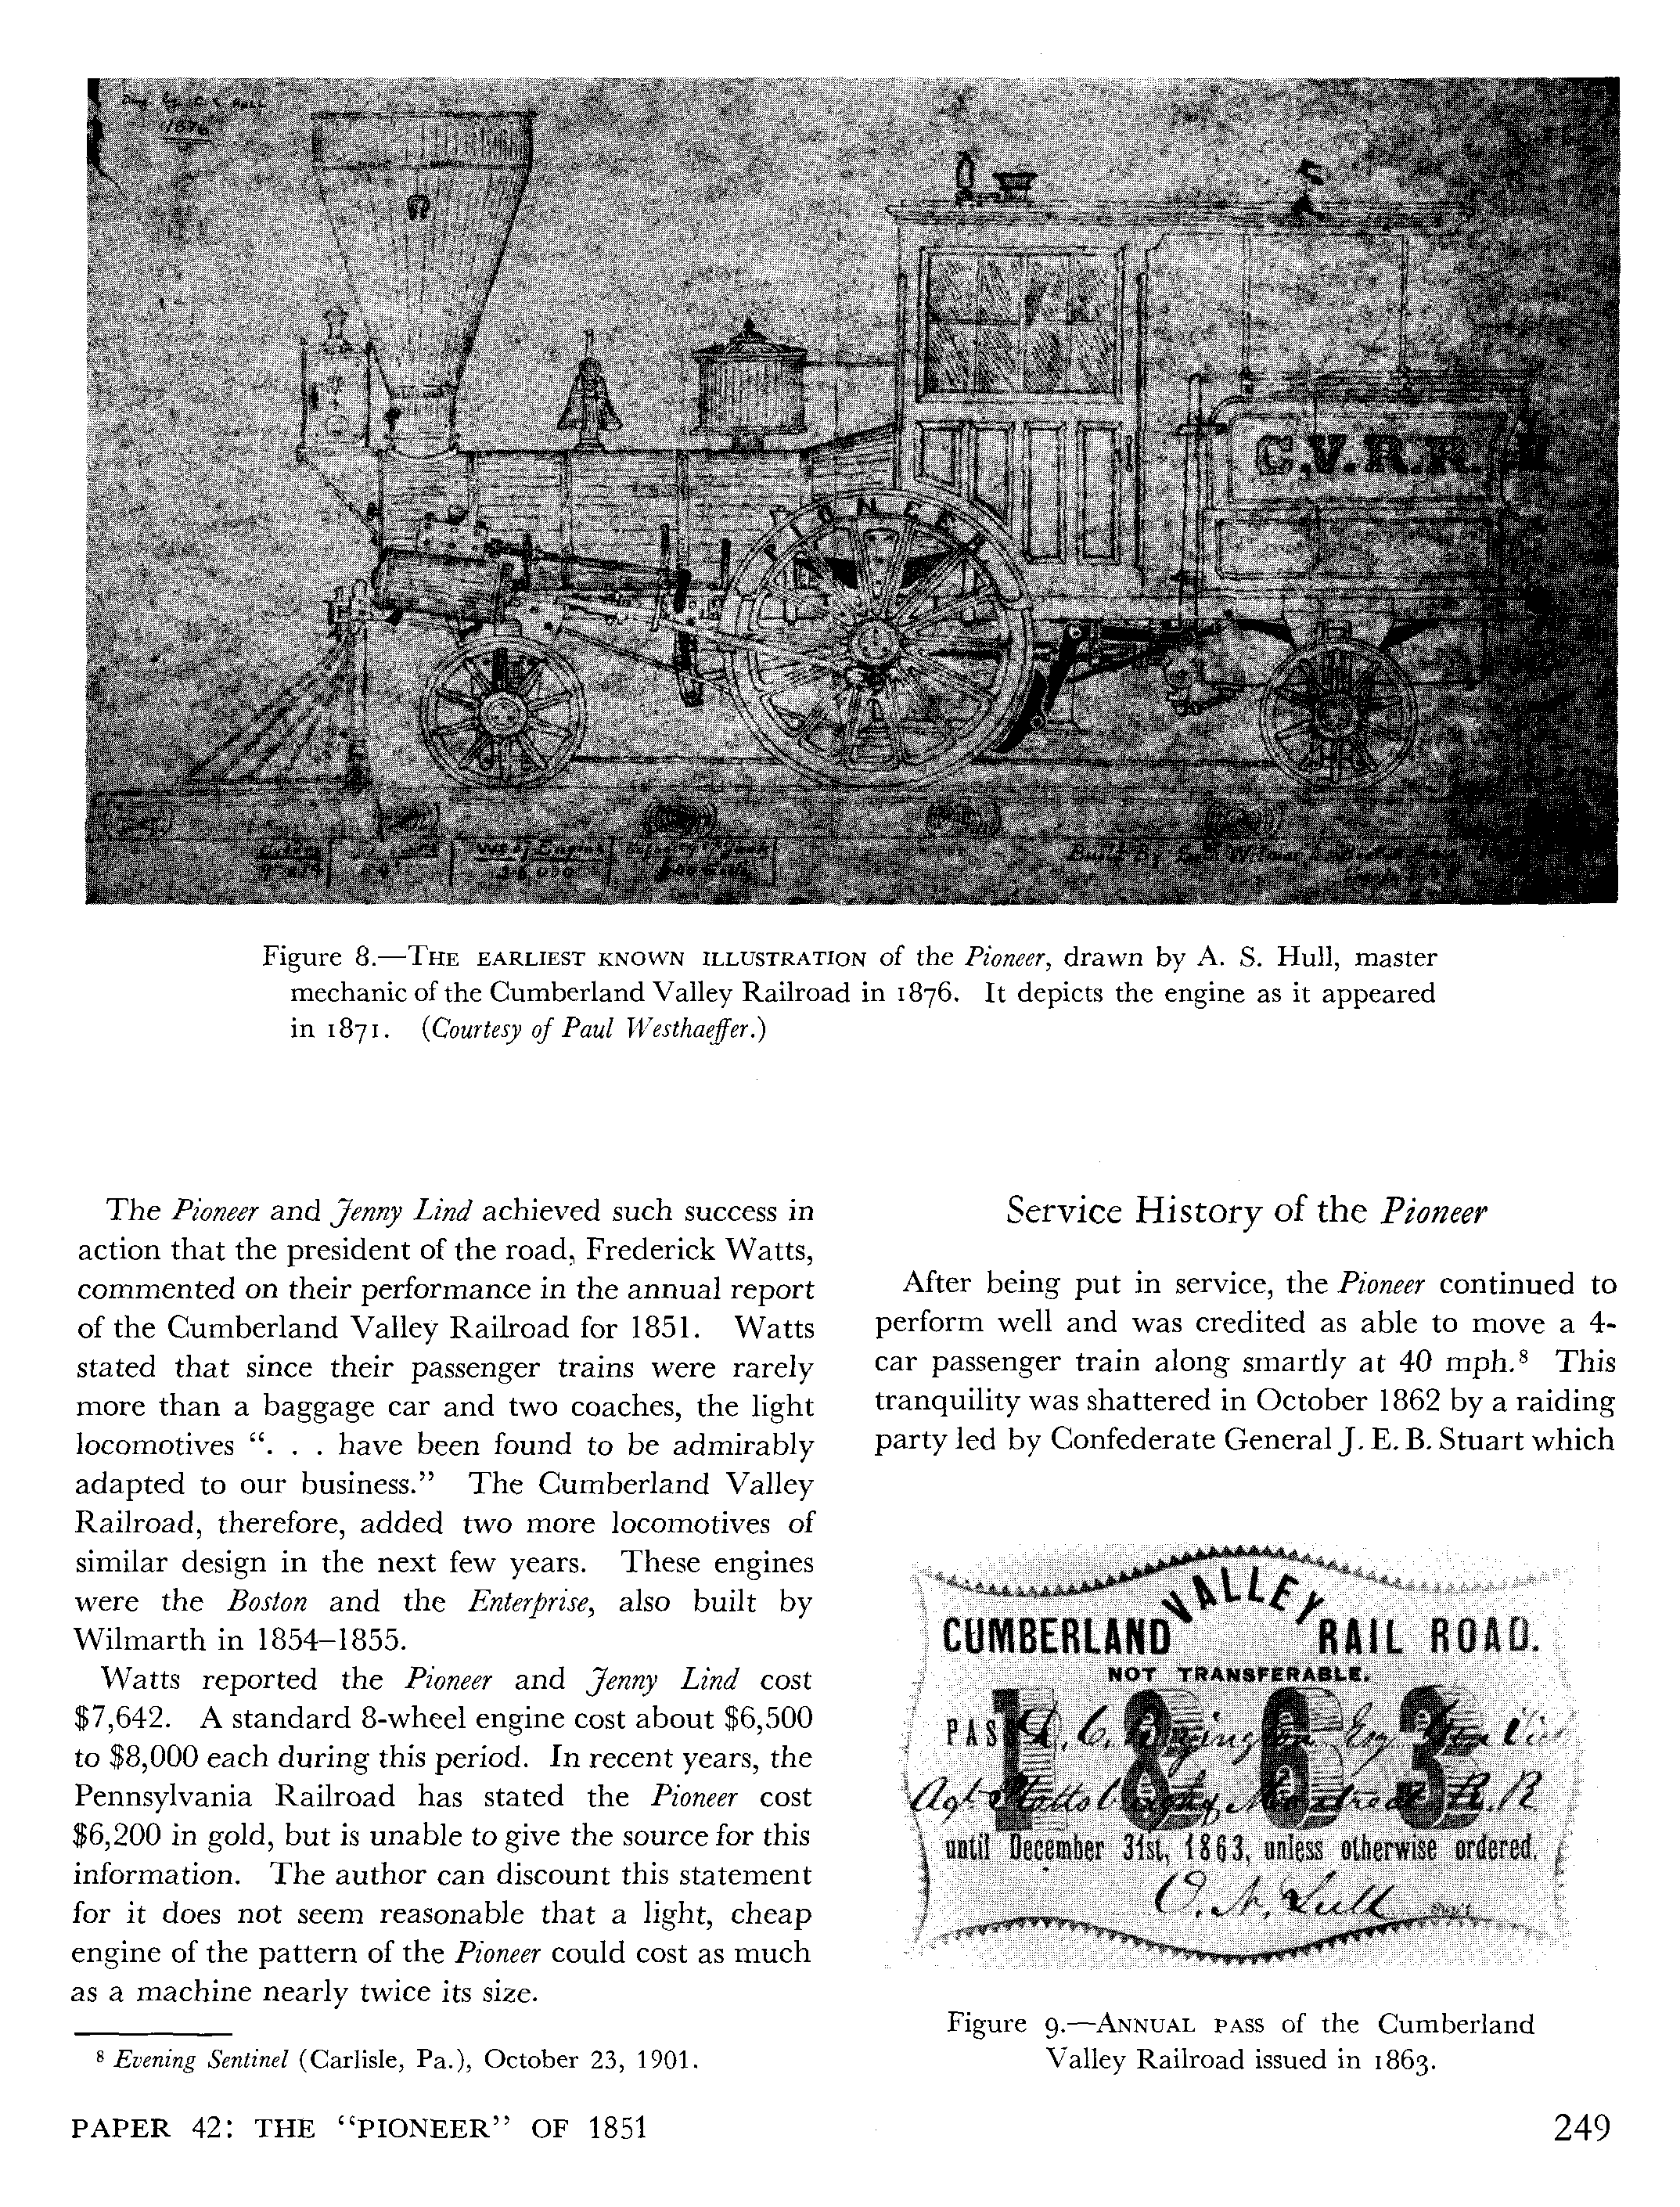 1876
PIONEER
C.V.R.R.
Figure 8.—THE EARLIEST KNOWN ILLUSTRATION of the Pioneer, drawn by A. S. Hull, master
mechanic of the Cumberland Valley Railroad in 1876. It depicts the engine as it appeared
in 1871. (Courtesy of Paul Westhaeffer.)
The Pioneer and Jenny Lind achieved such success in
action that the president of the road, Frederick Watts,
commented on their performance in the annual report
of the Cumberland Valley Railroad for 1851. Watts
stated that since their passenger trains were rarely
more than a baggage car and two coaches, the light
locomotives “. . . have been found to be admirably
adapted to our business.” The Cumberland Valley
Railroad, therefore, added two more locomotives of
similar design in the next few years. These engines
were the Boston and the Enterprise, also built by
Wilmarth in 1854–1855.
Watts reported the Pioneer and Jenny Lind cost
$7,642. A standard 8-wheel engine cost about $6,500
to $8,000 each during this period. In recent years, the
Pennsylvania Railroad has stated the Pioneer cost
$6,200 in gold, but is unable to give the source for this
information. The author can discount this statement
for it does not seem reasonable that a light, cheap
engine of the pattern of the Pioneer could cost as much
as a machine nearly twice its size.
8 Evening Sentinel (Carlisle, Pa.), October 23, 1901.
Service History of the Pioneer
After being put in service, the Pioneer continued to
perform well and was credited as able to move a 4-
car passenger train along smartly at 40 mph.8 This
tranquility was shattered in October 1862 by a raiding
party led by Confederate General J. E. B. Stuart which
CUMBERLAND VALLEY RAIL ROAD.
NOT TRANSFERABLE.
1863
PASS
Agt. R.R
until December 31st, 1863, unless otherwise ordered.
O. N. Lull
Figure 9.—ANNUAL PASS of the Cumberland
Valley Railroad issued in 1863.
PAPER 42: THE “PIONEER” OF 1851
249